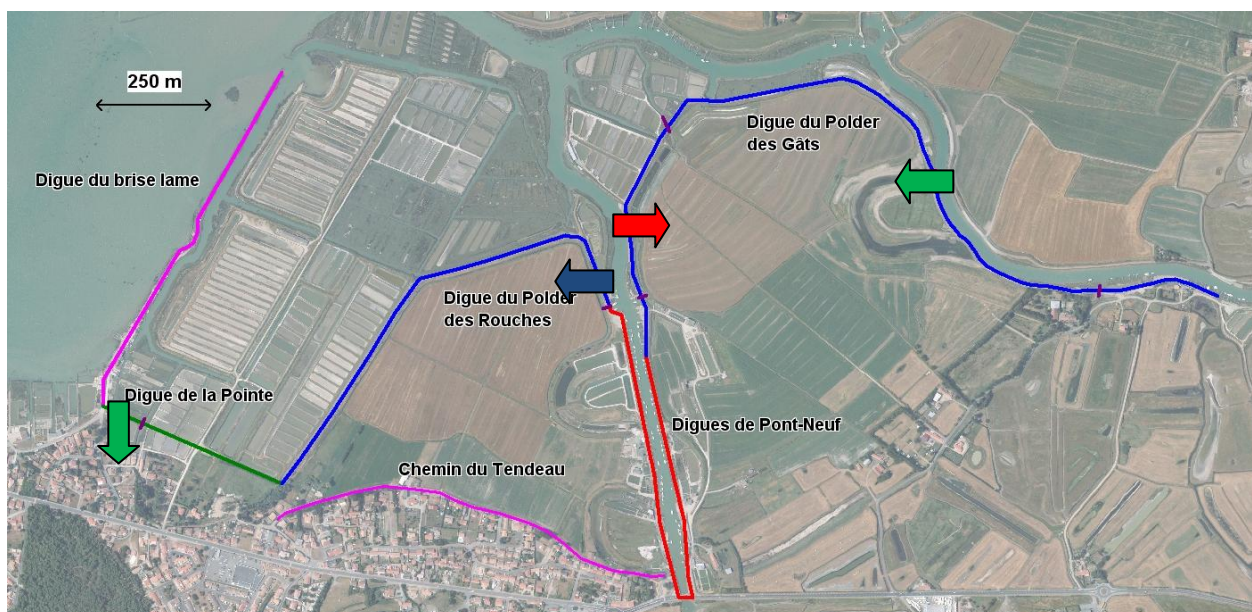 250 m
Digue du Polder
des Gâts
Digue du brise lame
Digue du Polder
des Rouches
Digue de la Pointe
Digues de Pont-Neuf
Chemin du Tendeau